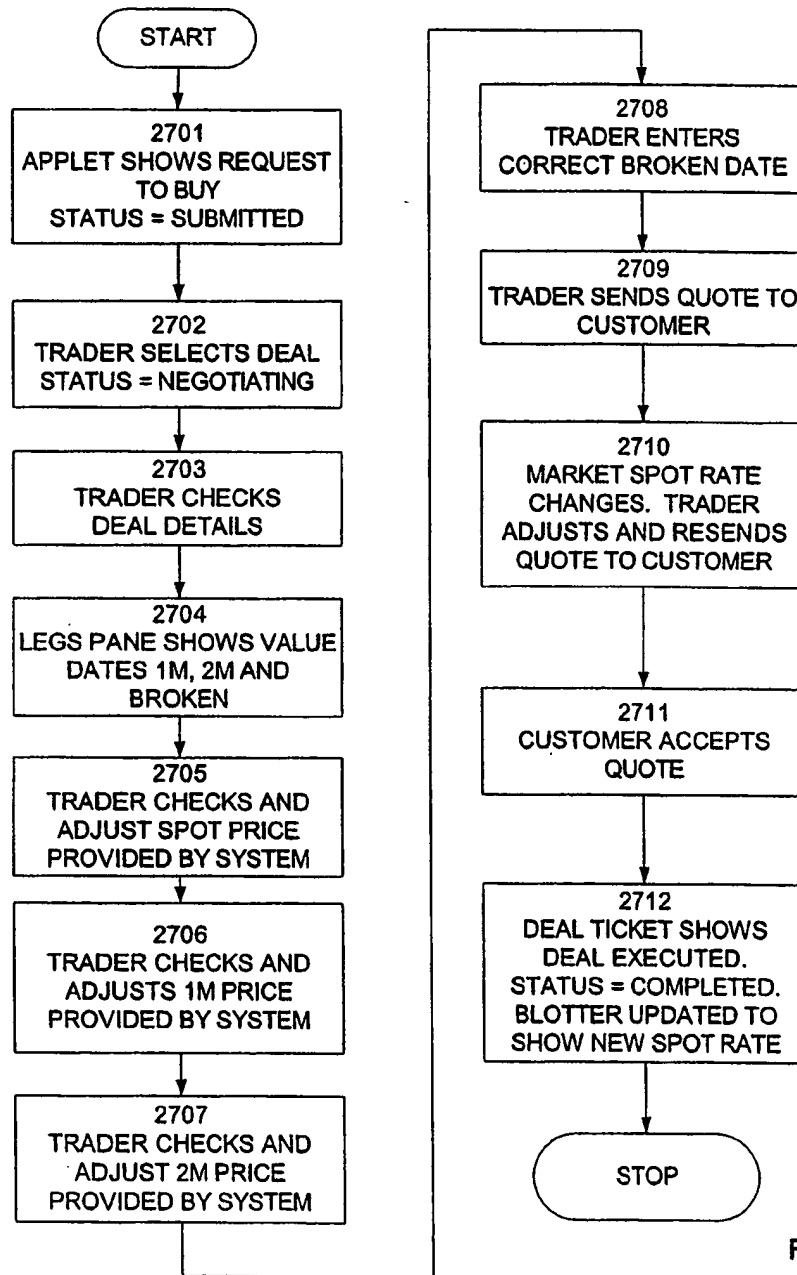 START
2701
APPLET SHOWS REQUEST
TO BUY
STATUS = SUBMITTED
2702
TRADER SELECTS DEAL
STATUS = NEGOTIATING
2703
TRADER CHECKS
DEAL DETAILS
2704
LEGS PANE SHOWS VALUE
DATES 1M, 2M AND
BROKEN
2705
TRADER CHECKS AND
ADJUST SPOT PRICE
PROVIDED BY SYSTEM
2706
TRADER CHECKS AND
ADJUSTS 1M PRICE
PROVIDED BY SYSTEM
2707
TRADER CHECKS AND
ADJUST 2M PRICE
PROVIDED BY SYSTEM
2708
TRADER ENTERS
CORRECT BROKEN DATE
2709
TRADER SENDS QUOTE TO
CUSTOMER
2710
MARKET SPOT RATE
CHANGES. TRADER
ADJUSTS AND RESENDS
QUOTE TO CUSTOMER
2711
CUSTOMER ACCEPTS
QUOTE
2712
DEAL TICKET SHOWS
DEAL EXECUTED.
STATUS = COMPLETED.
BLOTTER UPDATED TO
SHOW NEW SPOT RATE
STOP